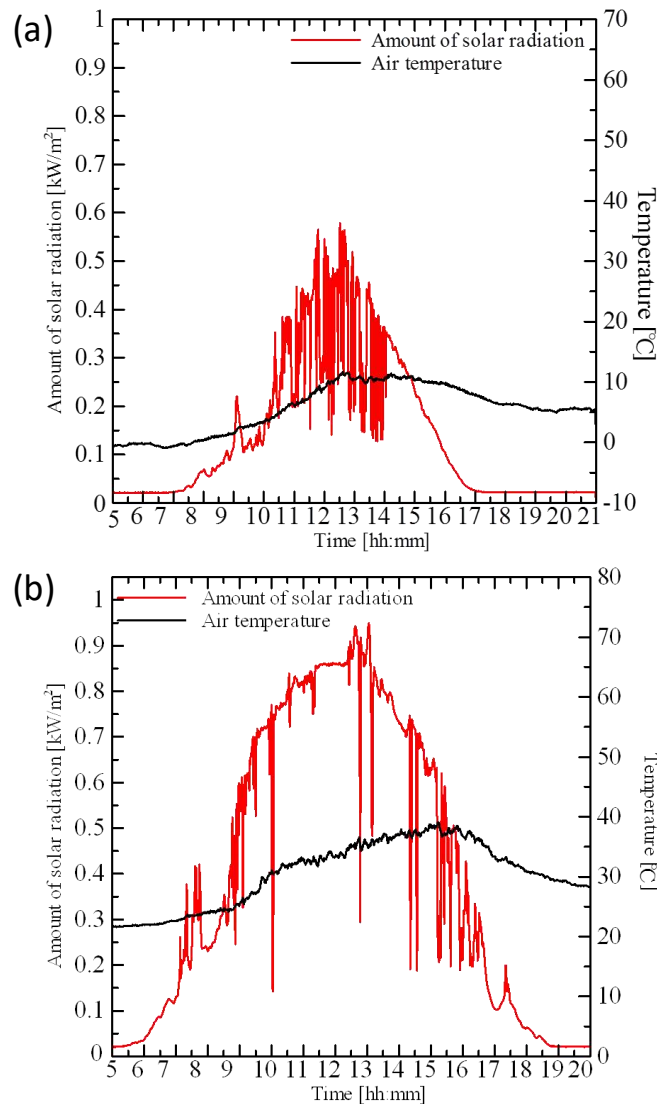 (a)
Amount of solar radiation
Air temperature
Amount of solar radiation [kW/m²]
1
0.9
0.8
0.7
0.6
0.5
0.4
0.3
0.2
0.1
0
70
60
50
40
30
20
10
0
-10
Temperature [℃]
5 6 7 8 9 10 11 12 13 14 15 16 17 18 19 20 21
Time [hh:mm]
(b)
Amount of solar radiation
Air temperature
Amount of solar radiation [kW/m²]
1
0.9
0.8
0.7
0.6
0.5
0.4
0.3
0.2
0.1
0
80
70
60
50
40
30
20
10
0
Temperature [℃]
5 6 7 8 9 10 11 12 13 14 15 16 17 18 19 20
Time [hh:mm]